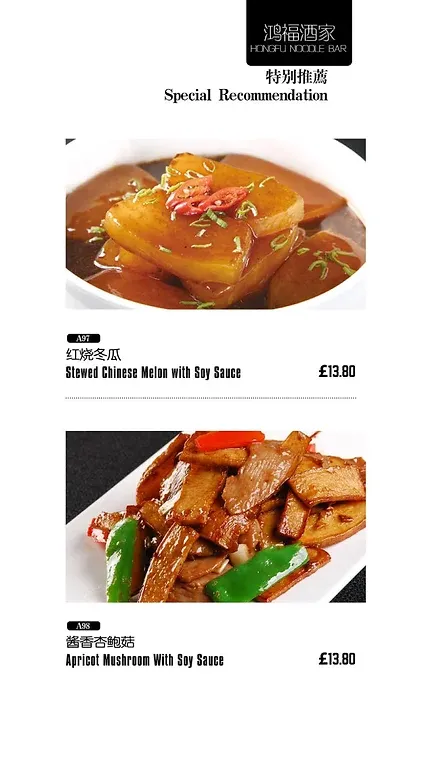 鸿福酒家
HONGFU NOODLE BAR
特别推薦
Special Recommendation
A97
红烧冬瓜
Stewed Chinese Melon with Soy Sauce £13.80
A98
酱香杏鲍菇
Apricot Mushroom With Soy Sauce £13.80